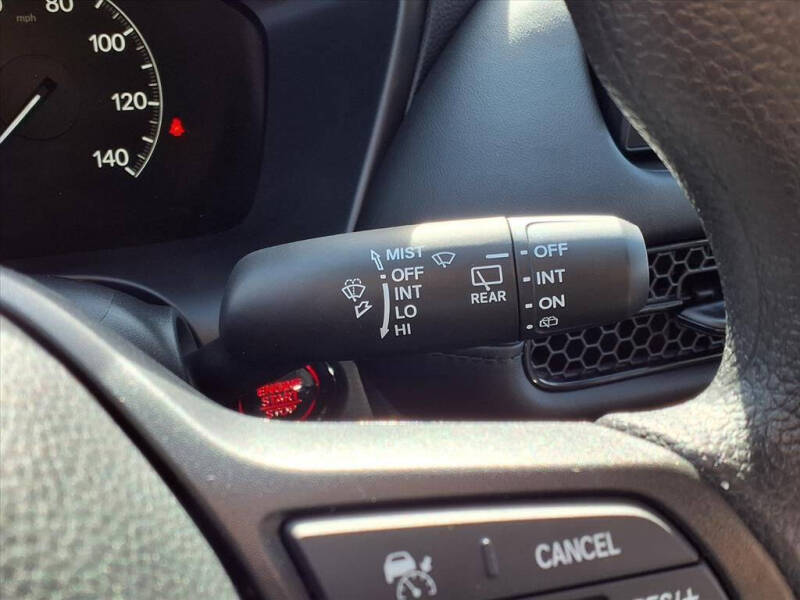 mph
80
100
120
140
MIST
OFF
INT
LO
HI
REAR
OFF
INT
ON
ENGINE
START
STOP
CANCEL